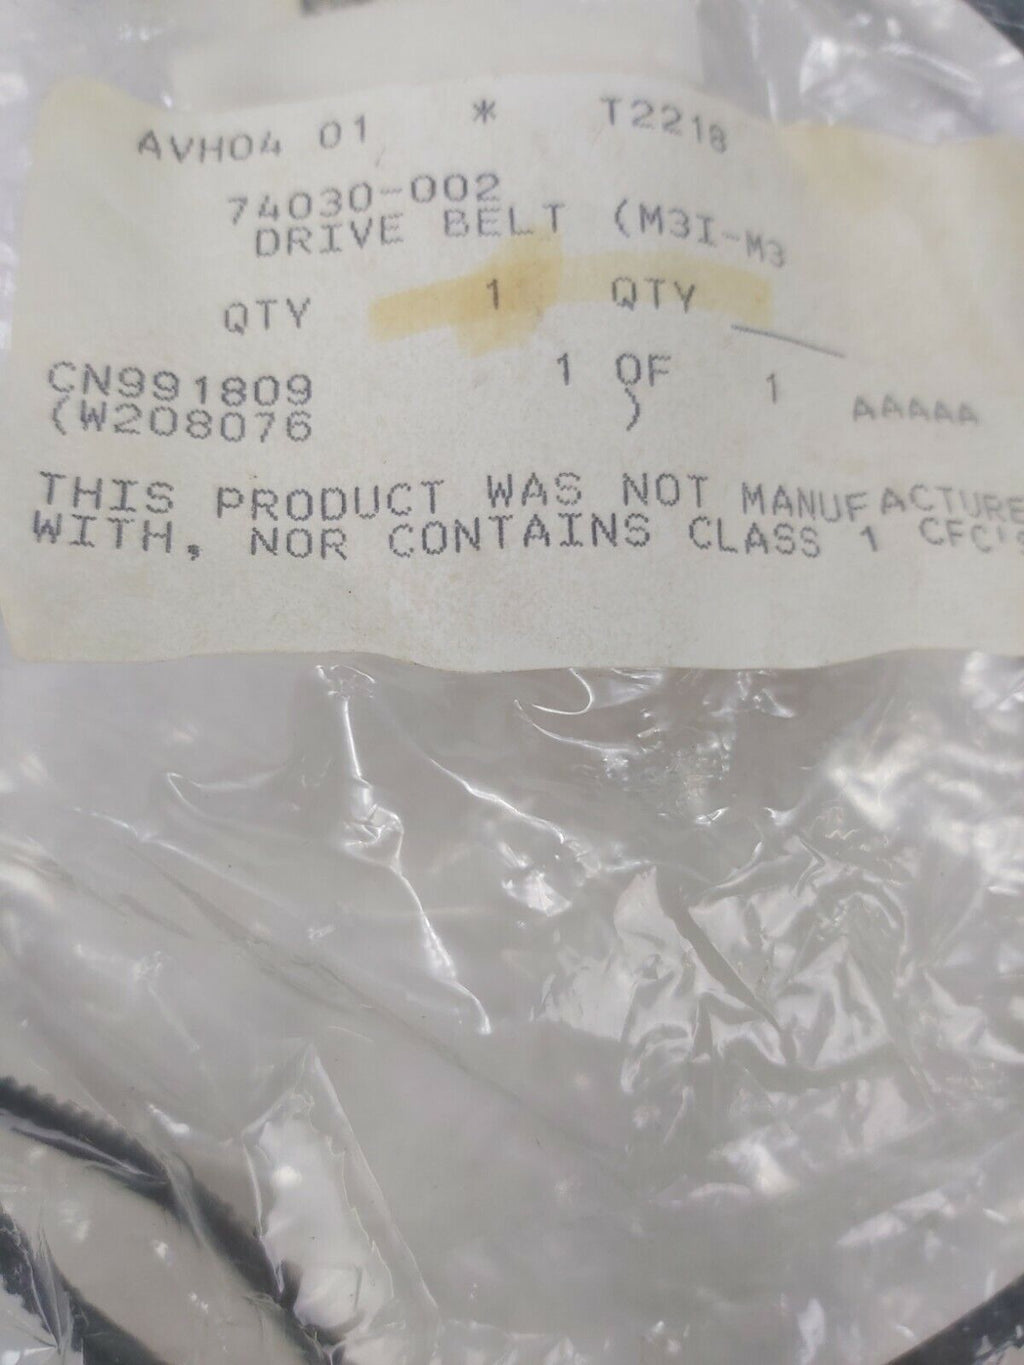 AVH04 01 * T2218
74030-002
DRIVE BELT (M3I-M3
QTY 1 QTY
CN991809 1 OF 1 AAAAA
(W208076 )
THIS PRODUCT WAS NOT MANUFACTURE
WITH, NOR CONTAINS CLASS 1 CFC'S